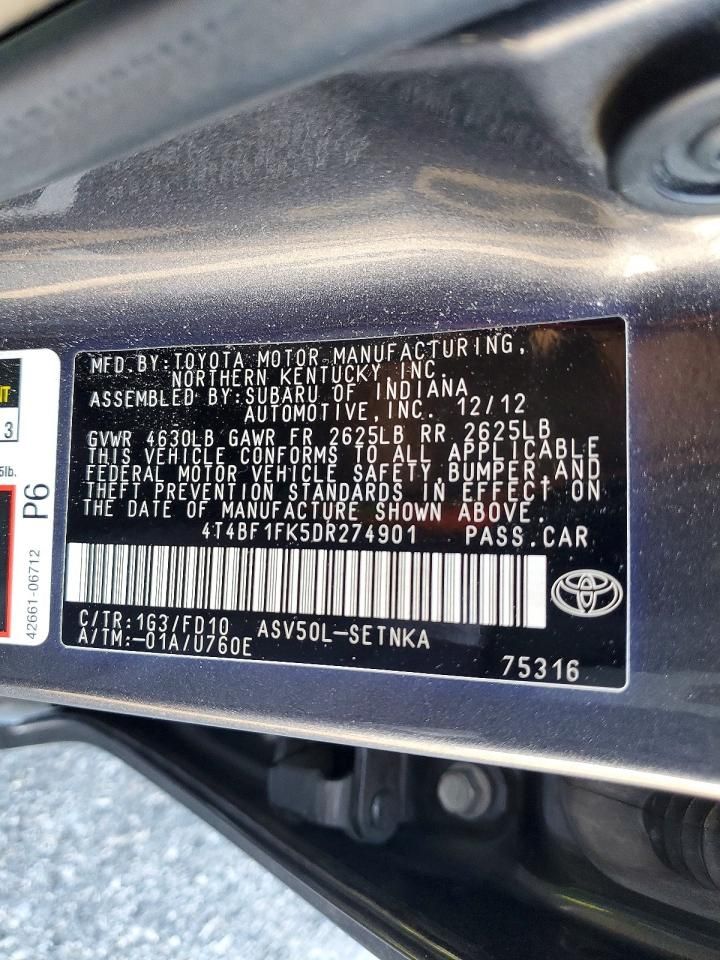 MFD.BY:TOYOTA MOTOR MANUFACTURING,
NORTHERN KENTUCKY INC.
ASSEMBLED BY:SUBARU OF INDIANA
AUTOMOTIVE,INC. 12/12
GVWR 4630LB GAWR FR 2625LB RR 2625LB
THIS VEHICLE CONFORMS TO ALL APPLICABLE
FEDERAL MOTOR VEHICLE SAFETY,BUMPER,AND
THEFT PREVENTION STANDARDS IN EFFECT ON
THE DATE OF MANUFACTURE SHOWN ABOVE.
4T4BF1FK5DR274901 PASS.CAR
C/TR:1G3/FD10 ASV50L-SETNKA
A/TM:-01A/U760E
75316
NT
3
5lb.
P6
42661-06712